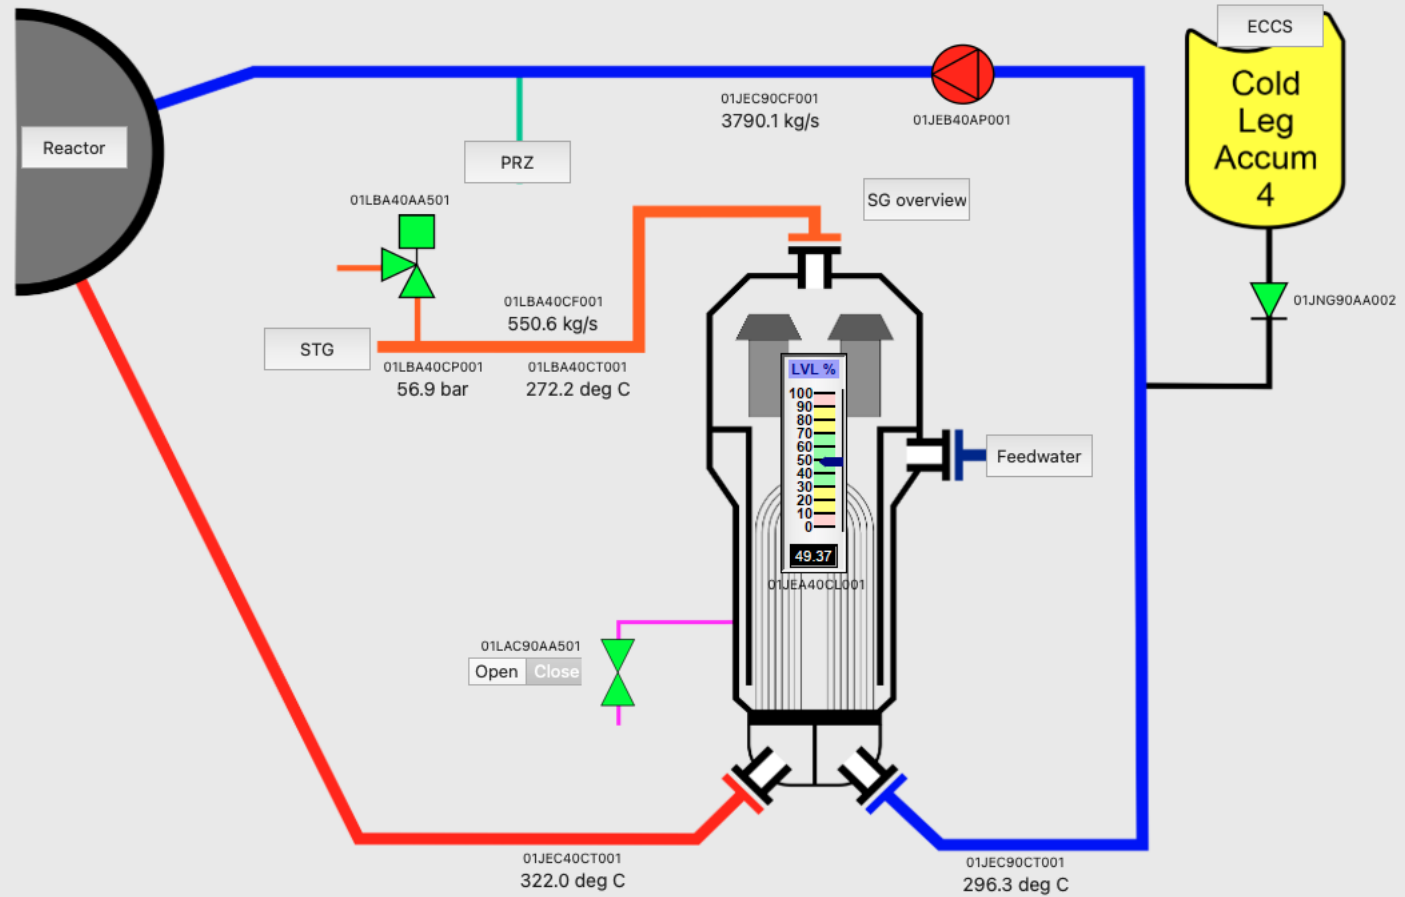 ECCS
Cold
Leg
Accum
4
01JEC90CF001
3790.1 kg/s
01JEB40AP001
Reactor
PRZ
01LBA40AA501
SG overview
01LBA40CF001
550.6 kg/s
01JNG90AA002
STG
01LBA40CP001
56.9 bar
01LBA40CT001
272.2 deg C
LVL %
100
90
80
70
60
50
40
30
20
10
0
49.37
01JEA40CL001
Feedwater
01LAC90AA501
Open Close
01JEC40CT001
322.0 deg C
01JEC90CT001
296.3 deg C